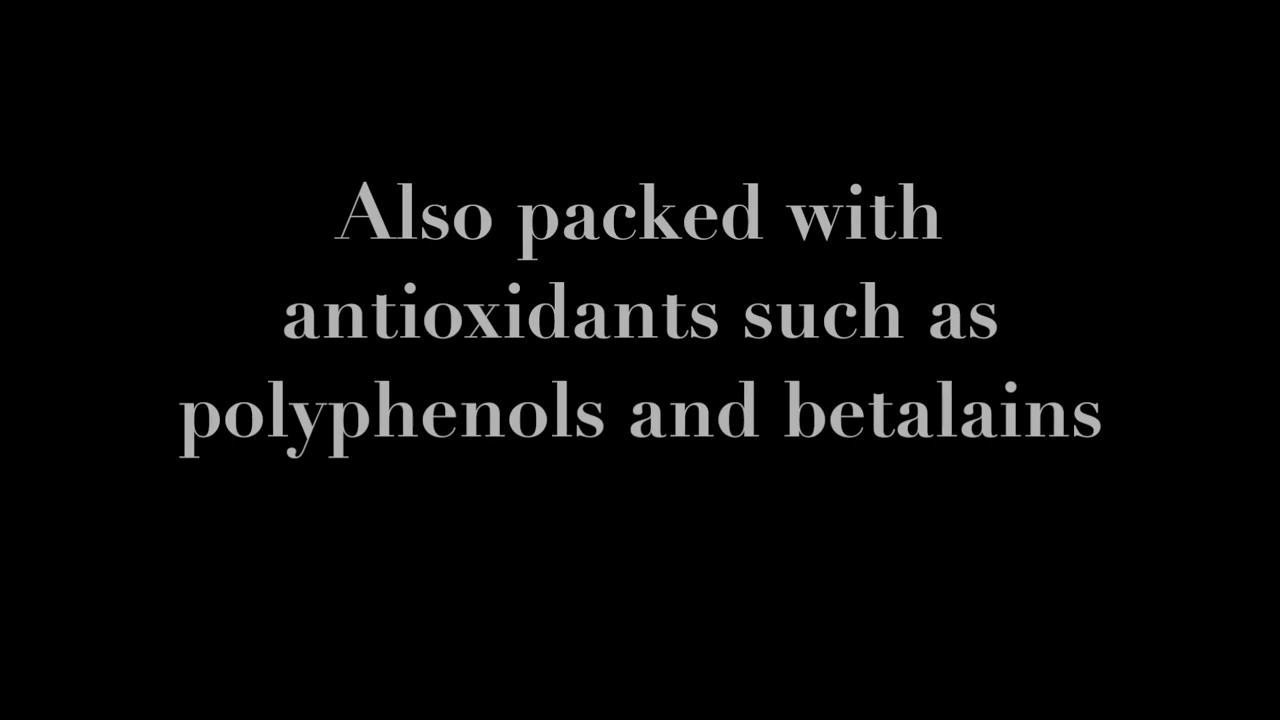 Also packed with
antioxidants such as
polyphenols and betalains